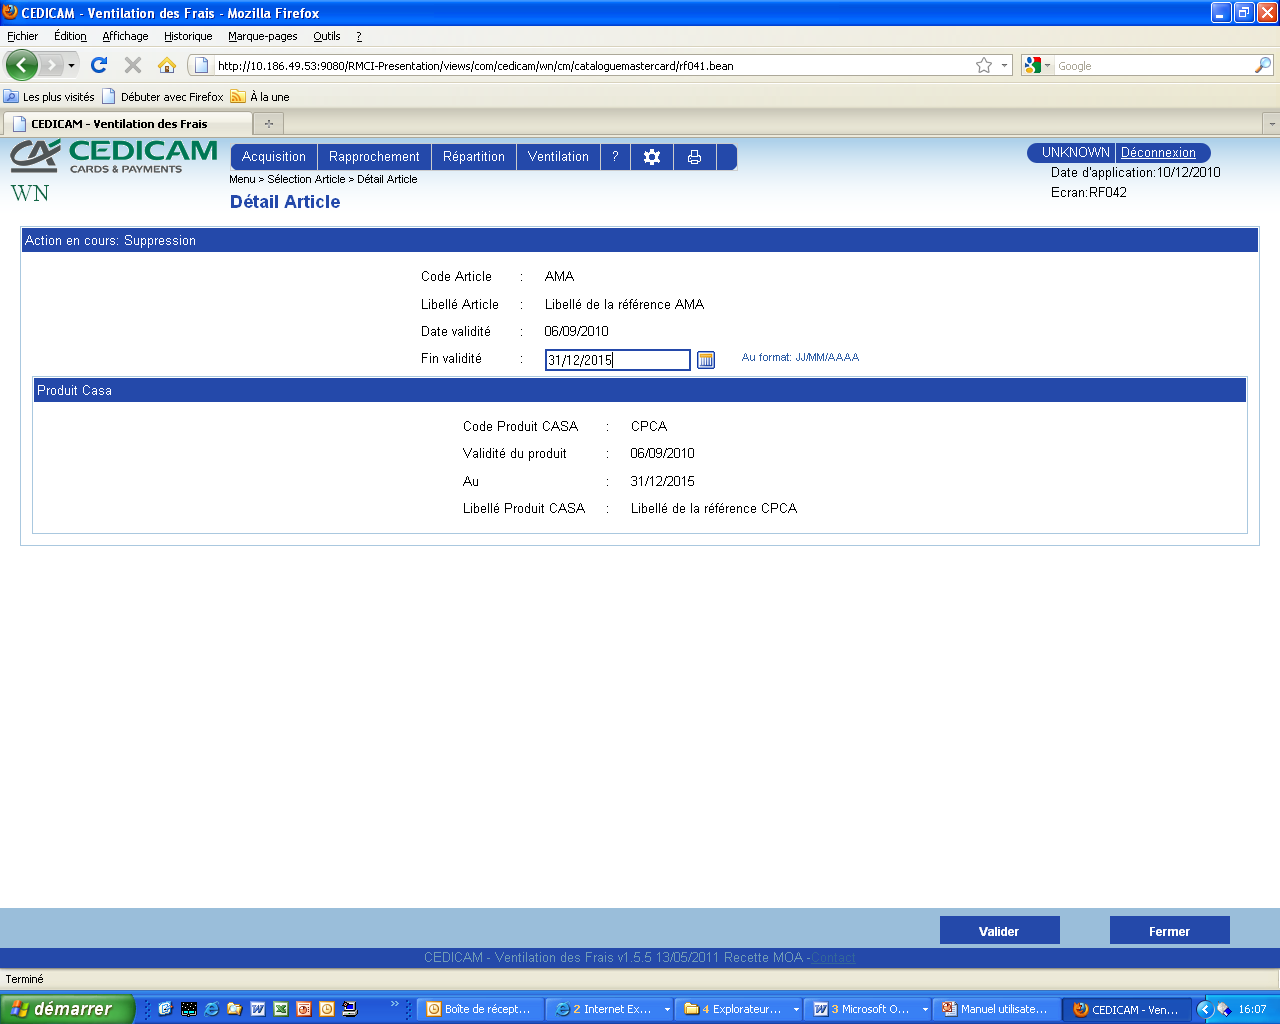 CEDICAM - Ventilation des Frais - Mozilla Firefox
Fichier Édition Affichage Historique Marque-pages Outils ?
http://10.186.49.53:9080/RMCI-Presentation/views/com/cedicam/wn/cm/cataloguemastercard/rf041.bean
Google
Les plus visités Débuter avec Firefox À la une
CEDICAM - Ventilation des Frais
CA CEDICAM
CARDS & PAYMENTS
WN
Acquisition Rapprochement Répartition Ventilation ?
UNKNOWN Déconnexion
Date d'application:10/12/2010
Ecran:RF042
Menu > Sélection Article > Détail Article
Détail Article
Action en cours: Suppression
Code Article : AMA
Libellé Article : Libellé de la référence AMA
Date validité : 06/09/2010
Fin validité : 31/12/2015 Au format: JJ/MM/AAAA
Produit Casa
Code Produit CASA : CPCA
Validité du produit : 06/09/2010
Au : 31/12/2015
Libellé Produit CASA : Libellé de la référence CPCA
Valider Fermer
CEDICAM - Ventilation des Frais v1.5.5 13/05/2011 Recette MOA -Contact
Terminé
démarrer » Boîte de récept... 2 Internet Ex... 4 Explorateur... 3 Microsoft O... Manuel utilisate... CEDICAM - Ven... 16:07